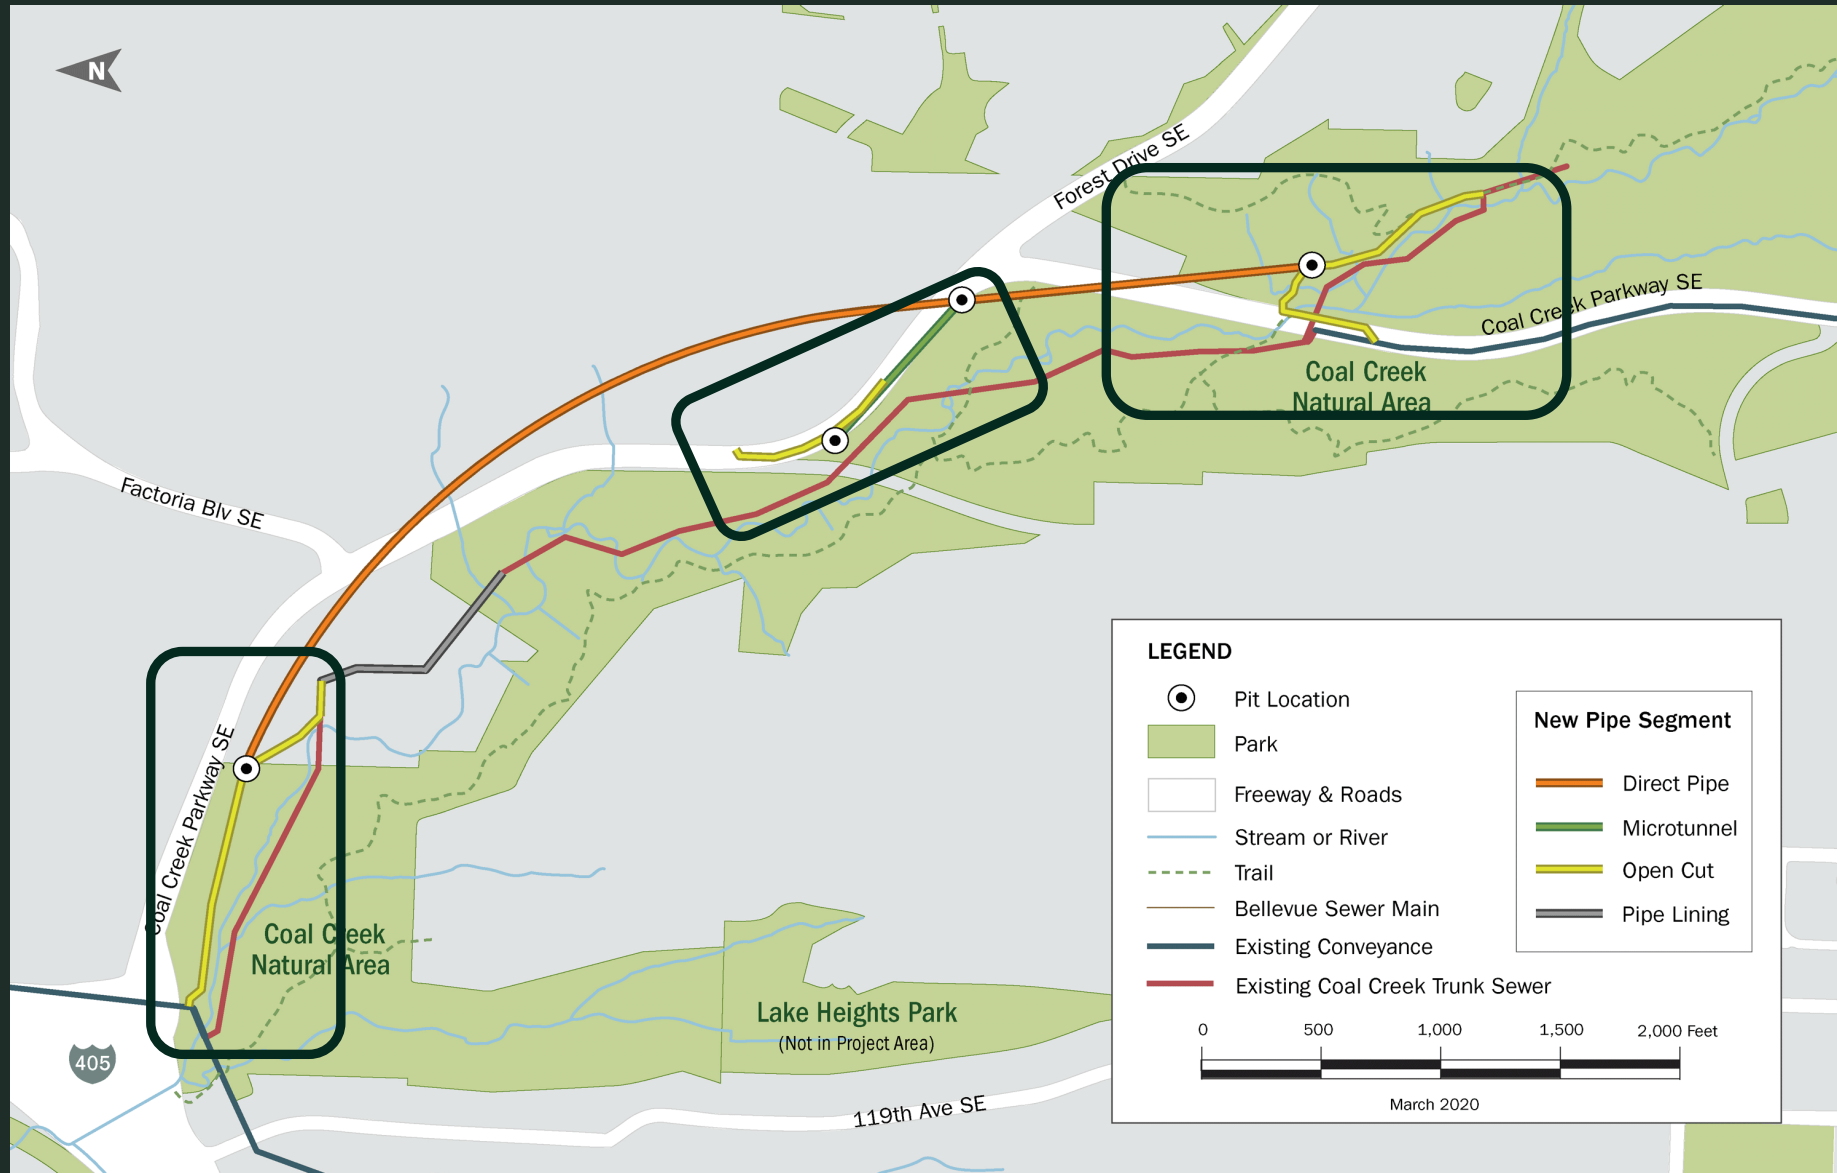 N
Forest Drive SE
Coal Creek Parkway SE
Coal Creek
Natural Area
Factoria Blv SE
Coal Creek Parkway SE
Coal Creek
Natural Area
Lake Heights Park
(Not in Project Area)
405
119th Ave SE
LEGEND
Pit Location
Park
Freeway & Roads
Stream or River
Trail
Bellevue Sewer Main
Existing Conveyance
Existing Coal Creek Trunk Sewer
New Pipe Segment
Direct Pipe
Microtunnel
Open Cut
Pipe Lining
0 500 1,000 1,500 2,000 Feet
March 2020